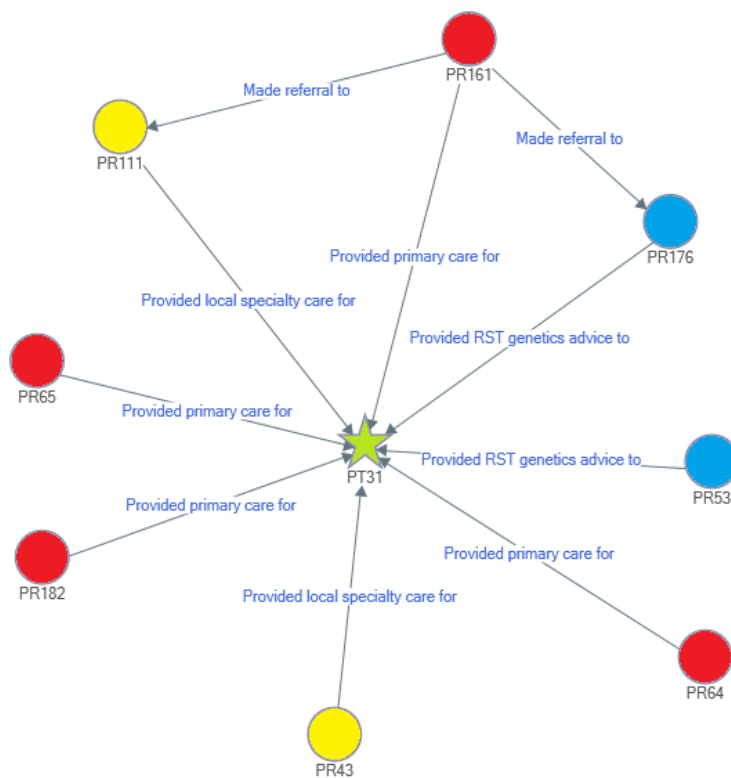 PR161
Made referral to
PR111
Made referral to
PR176
Provided primary care for
Provided local specialty care for
Provided RST genetics advice to
PR65
Provided primary care for
Provided RST genetics advice to
PT31
PR53
Provided primary care for
Provided primary care for
PR182
Provided local specialty care for
PR64
PR43